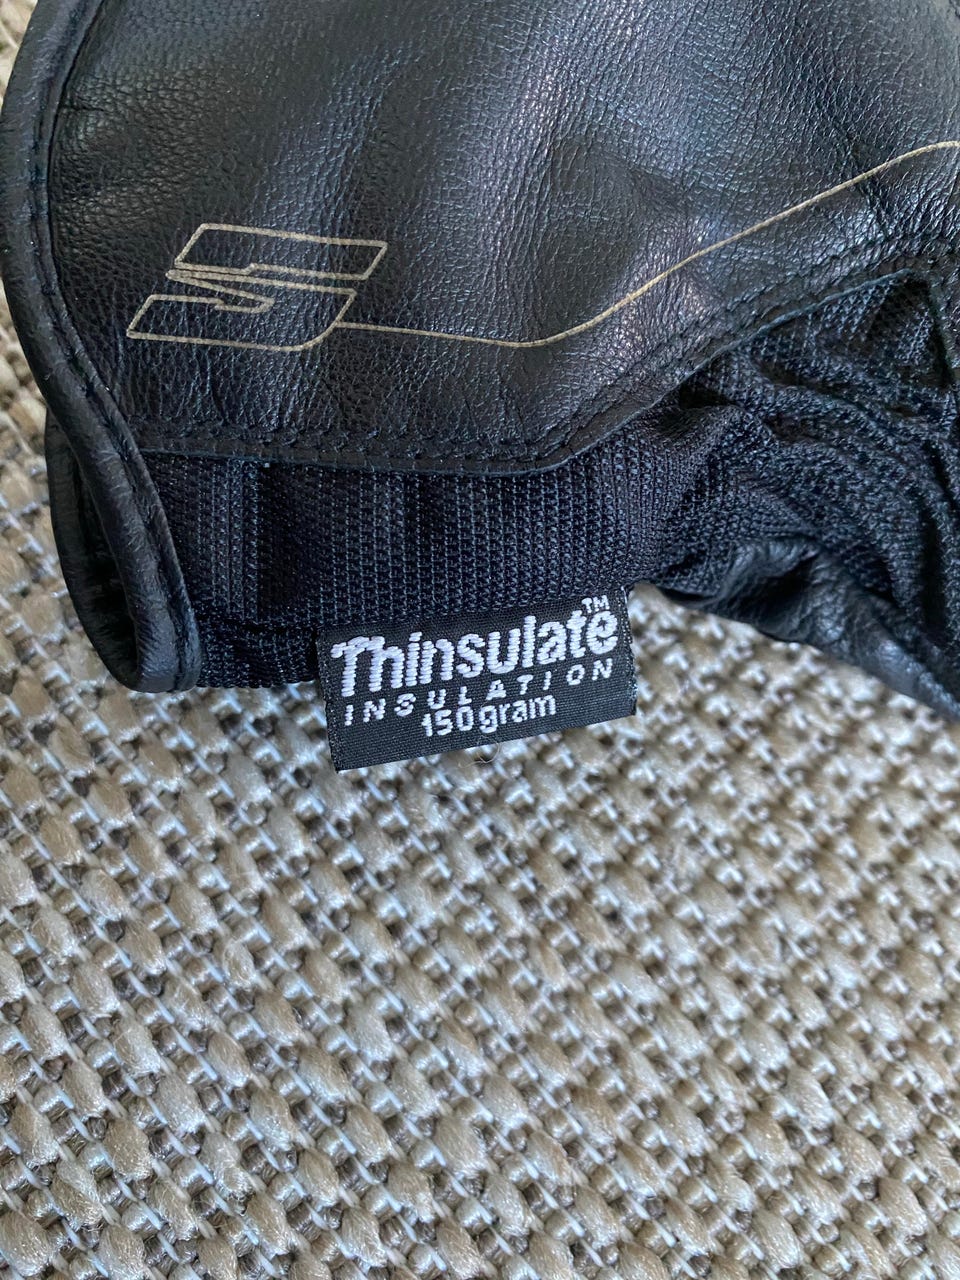 S
Thinsulate™
INSULATION
150gram